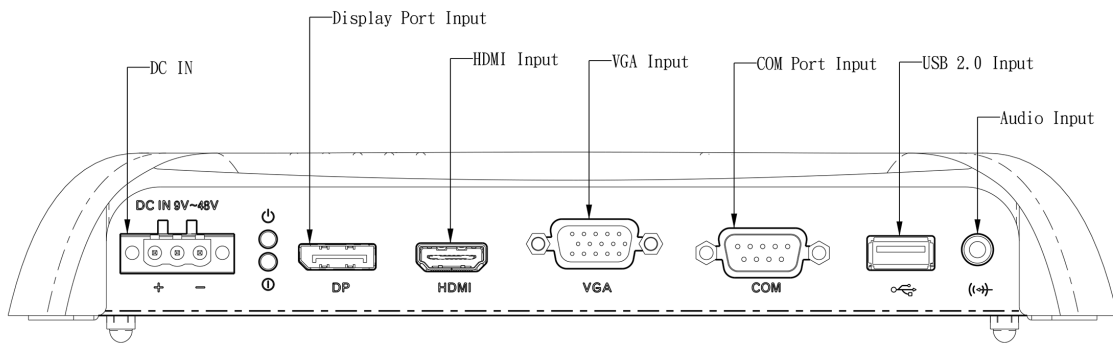 Display Port Input
DC IN
HDMI Input
VGA Input
COM Port Input
USB 2.0 Input
Audio Input
DC IN 9V~48V
+ −
DP
HDMI
VGA
COM